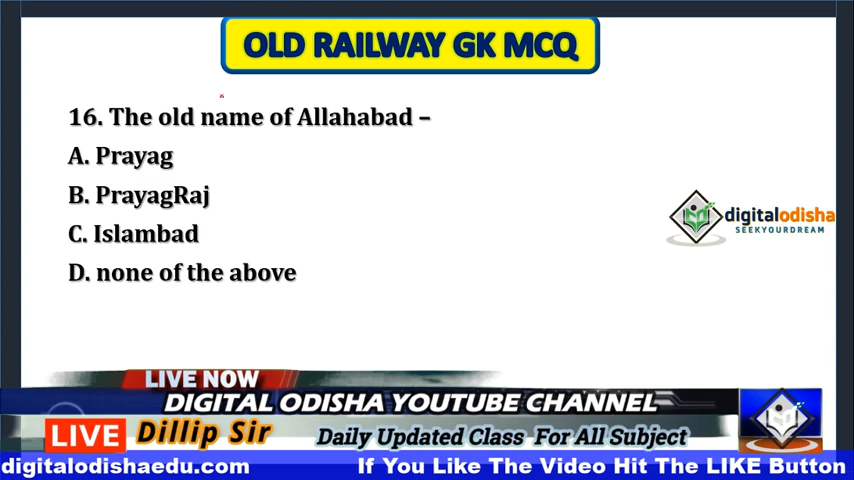 OLD RAILWAY GK MCQ
16. The old name of Allahabad –
A. Prayag
B. PrayagRaj
C. Islambad
D. none of the above
digitalodisha
SEEKYOURDREAM
LIVE NOW
DIGITAL ODISHA YOUTUBE CHANNEL
LIVE Dillip Sir Daily Updated Class For All Subject
digitalodishaedu.com If You Like The Video Hit The LIKE Button